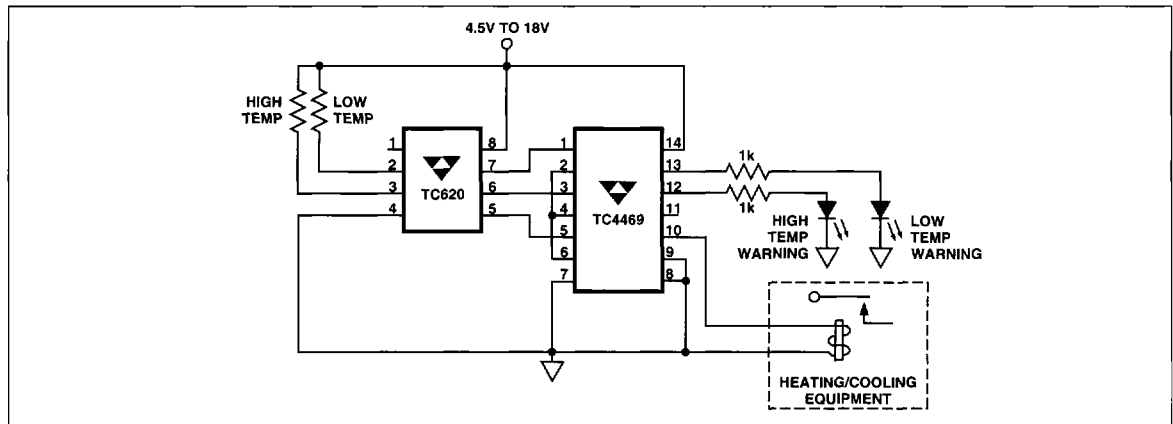 4.5V TO 18V
HIGH
TEMP
LOW
TEMP
1
2
3
4
8
7
6
5
TC620
1
2
3
4
5
6
7
14
13
12
11
10
9
8
TC4469
1k
1k
HIGH
TEMP
WARNING
LOW
TEMP
WARNING
HEATING/COOLING
EQUIPMENT